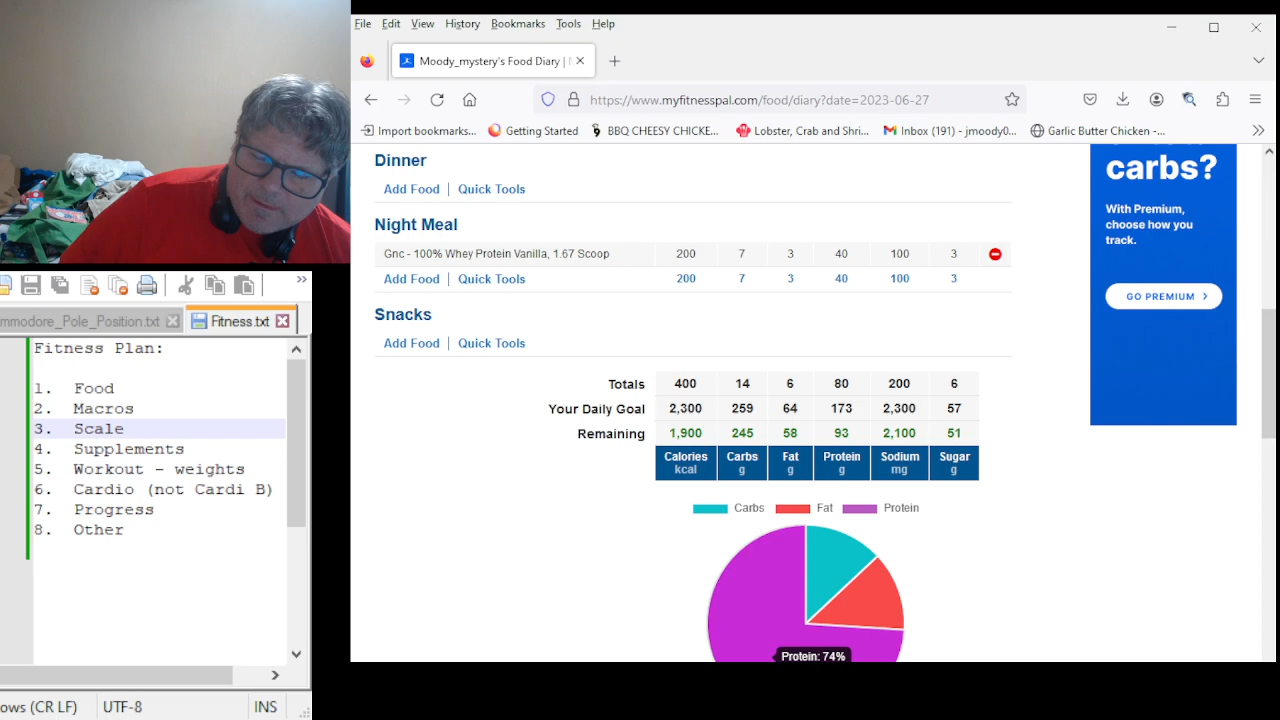 File Edit View History Bookmarks Tools Help
Moody_mystery's Food Diary |
https://www.myfitnesspal.com/food/diary?date=2023-06-27
Import bookmarks... Getting Started BBQ CHEESY CHICKE... Lobster, Crab and Shri... Inbox (191) - jmoody0... Garlic Butter Chicken -...
Dinner
Add Food | Quick Tools
Night Meal
Gnc - 100% Whey Protein Vanilla, 1.67 Scoop 200 7 3 40 100 3
Add Food | Quick Tools 200 7 3 40 100 3
Snacks
Add Food | Quick Tools
Totals 400 14 6 80 200 6
Your Daily Goal 2,300 259 64 173 2,300 57
Remaining 1,900 245 58 93 2,100 51
Calories Carbs Fat Protein Sodium Sugar
kcal g g g mg g
Carbs Fat Protein
Protein: 74%
carbs?
With Premium,
choose how you
track.
GO PREMIUM
mmodore_Pole_Position.txt Fitness.txt
Fitness Plan:
1. Food
2. Macros
3. Scale
4. Supplements
5. Workout - weights
6. Cardio (not Cardi B)
7. Progress
8. Other
ows (CR LF) UTF-8 INS